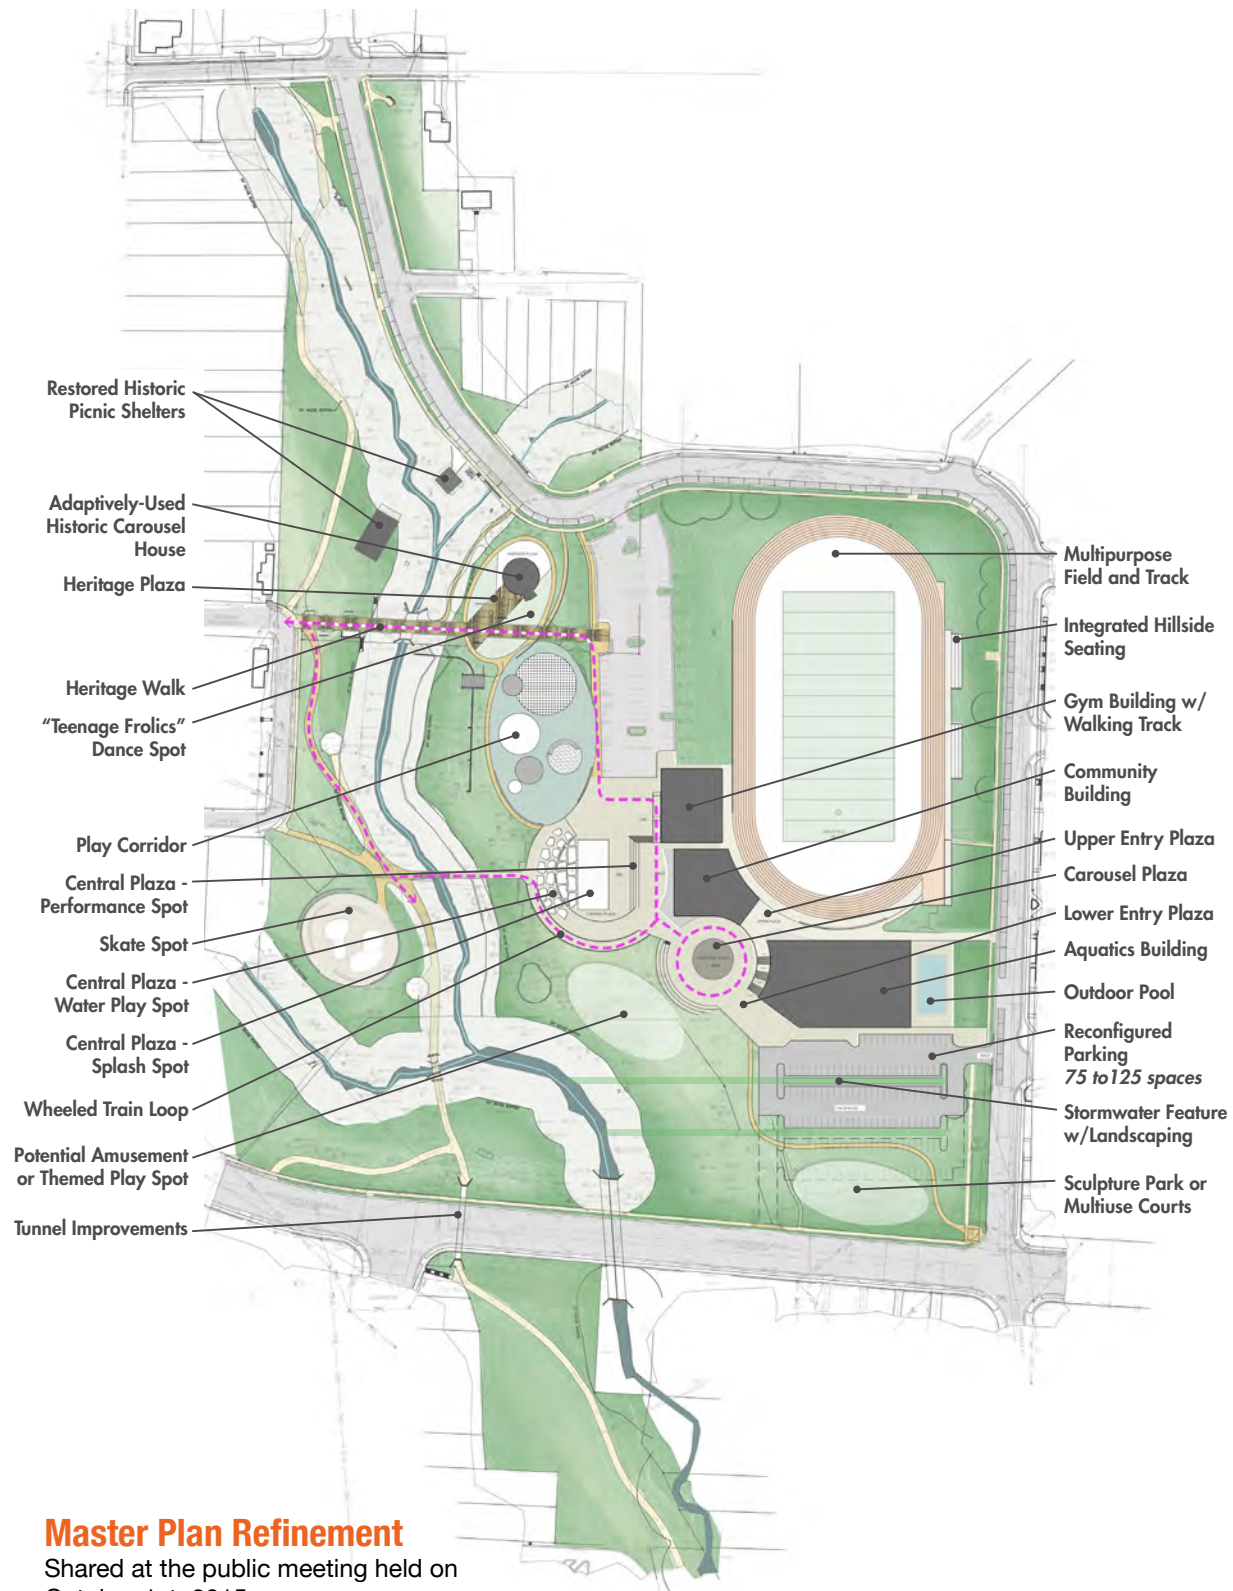 Restored Historic
Picnic Shelters
Adaptively-Used
Historic Carousel
House
Heritage Plaza
Heritage Walk
“Teenage Frolics”
Dance Spot
Play Corridor
Central Plaza -
Performance Spot
Skate Spot
Central Plaza -
Water Play Spot
Central Plaza -
Splash Spot
Wheeled Train Loop
Potential Amusement
or Themed Play Spot
Tunnel Improvements
Multipurpose
Field and Track
Integrated Hillside
Seating
Gym Building w/
Walking Track
Community
Building
Upper Entry Plaza
Carousel Plaza
Lower Entry Plaza
Aquatics Building
Outdoor Pool
Reconfigured
Parking
75 to125 spaces
Stormwater Feature
w/Landscaping
Sculpture Park or
Multiuse Courts
Master Plan Refinement
Shared at the public meeting held on